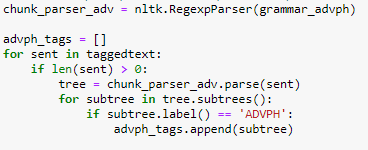 chunk_parser_adv = nltk.RegexpParser(grammar_advph)
advph_tags = []
for sent in taggedtext:
    if len(sent) > 0:
        tree = chunk_parser_adv.parse(sent)
        for subtree in tree.subtrees():
            if subtree.label() == 'ADVPH':
                advph_tags.append(subtree)